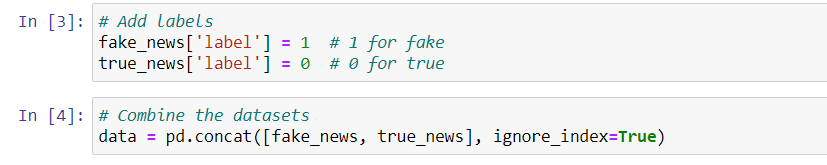 In [3]: # Add labels
fake_news['label'] = 1  # 1 for fake
true_news['label'] = 0  # 0 for true
In [4]: # Combine the datasets
data = pd.concat([fake_news, true_news], ignore_index=True)